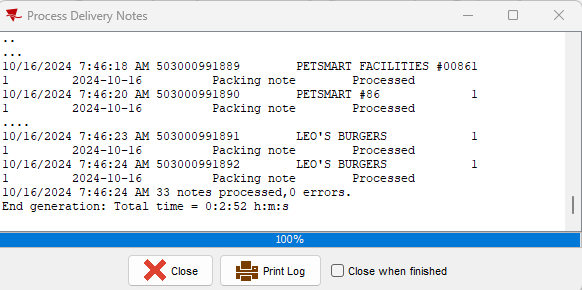 Process Delivery Notes
..
...
10/16/2024 7:46:18 AM 503000991889 PETSMART FACILITIES #00861
1 2024-10-16 Packing note Processed
10/16/2024 7:46:20 AM 503000991890 PETSMART #86 1
1 2024-10-16 Packing note Processed
....
10/16/2024 7:46:23 AM 503000991891 LEO'S BURGERS 1
1 2024-10-16 Packing note Processed
10/16/2024 7:46:24 AM 503000991892 LEO'S BURGERS 1
1 2024-10-16 Packing note Processed
10/16/2024 7:46:24 AM 33 notes processed,0 errors.
End generation: Total time = 0:2:52 h:m:s
100%
Close Print Log Close when finished